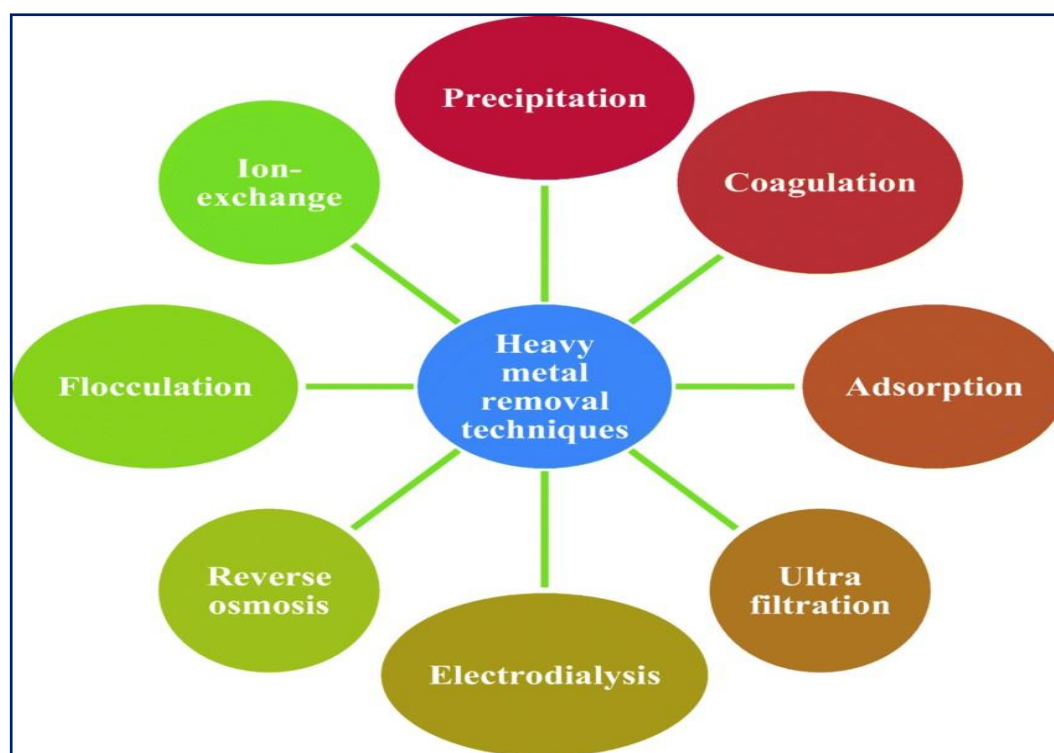 Precipitation
Coagulation
Adsorption
Ultra
filtration
Electrodialysis
Reverse
osmosis
Flocculation
Ion-
exchange
Heavy
metal
removal
techniques